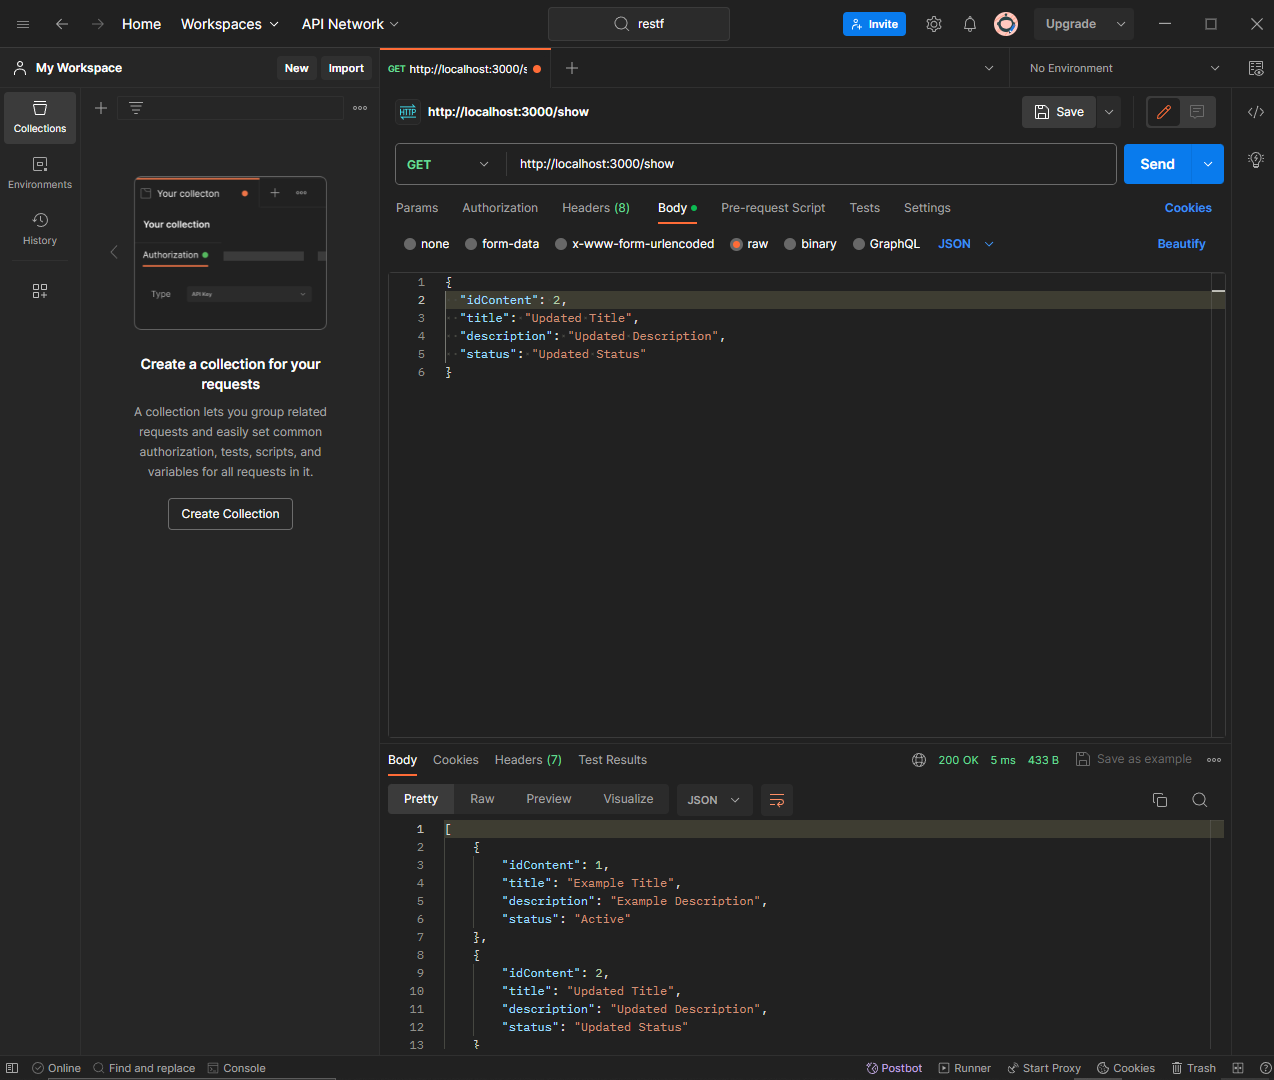 Home Workspaces API Network restf Invite Upgrade
My Workspace New Import GET http://localhost:3000/s No Environment
Collections
Environments
History
Your collecton
Your collection
Authorization
Type API Key
Create a collection for your
requests
A collection lets you group related
requests and easily set common
authorization, tests, scripts, and
variables for all requests in it.
Create Collection
HTTP http://localhost:3000/show Save
GET http://localhost:3000/show Send
Params Authorization Headers (8) Body Pre-request Script Tests Settings Cookies
none form-data x-www-form-urlencoded raw binary GraphQL JSON Beautify
1 {
2 "idContent": 2,
3 "title": "Updated Title",
4 "description": "Updated Description",
5 "status": "Updated Status"
6 }
Body Cookies Headers (7) Test Results 200 OK 5 ms 433 B Save as example
Pretty Raw Preview Visualize JSON
1 [
2 {
3 "idContent": 1,
4 "title": "Example Title",
5 "description": "Example Description",
6 "status": "Active"
7 },
8 {
9 "idContent": 2,
10 "title": "Updated Title",
11 "description": "Updated Description",
12 "status": "Updated Status"
13 }
Online Find and replace Console Postbot Runner Start Proxy Cookies Trash